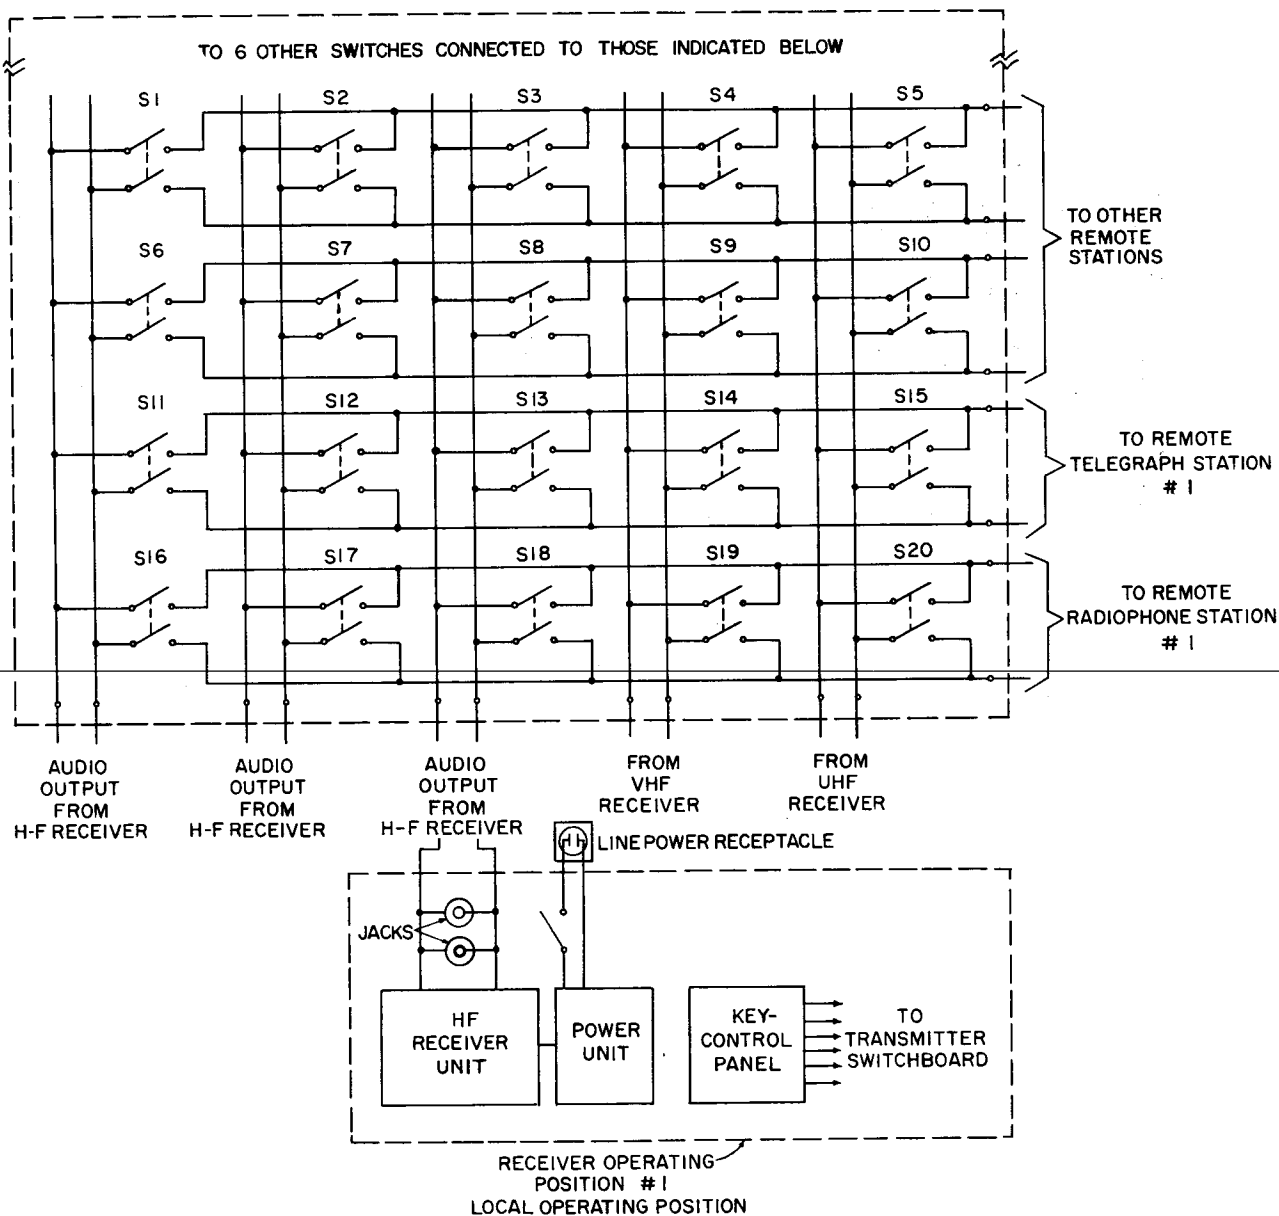 TO 6 OTHER SWITCHES CONNECTED TO THOSE INDICATED BELOW
S1 S2 S3 S4 S5
S6 S7 S8 S9 S10
TO OTHER
REMOTE
STATIONS
S11 S12 S13 S14 S15
TO REMOTE
TELEGRAPH STATION
# 1
S16 S17 S18 S19 S20
TO REMOTE
RADIOPHONE STATION
# 1
AUDIO
OUTPUT
FROM
H-F RECEIVER
AUDIO
OUTPUT
FROM
H-F RECEIVER
AUDIO
OUTPUT
FROM
H-F RECEIVER
FROM
VHF
RECEIVER
FROM
UHF
RECEIVER
LINE POWER RECEPTACLE
JACKS
HF
RECEIVER
UNIT
POWER
UNIT
KEY-
CONTROL
PANEL
TO
TRANSMITTER
SWITCHBOARD
RECEIVER OPERATING
POSITION #1
LOCAL OPERATING POSITION